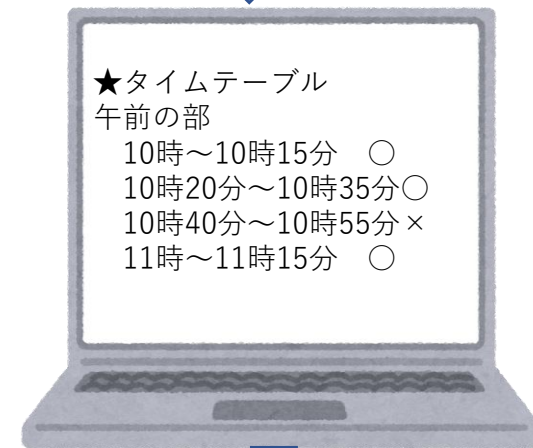 ★タイムテーブル
午前の部
　10時～10時15分　○
　10時20分～10時35分○
　10時40分～10時55分×
　11時～11時15分　○